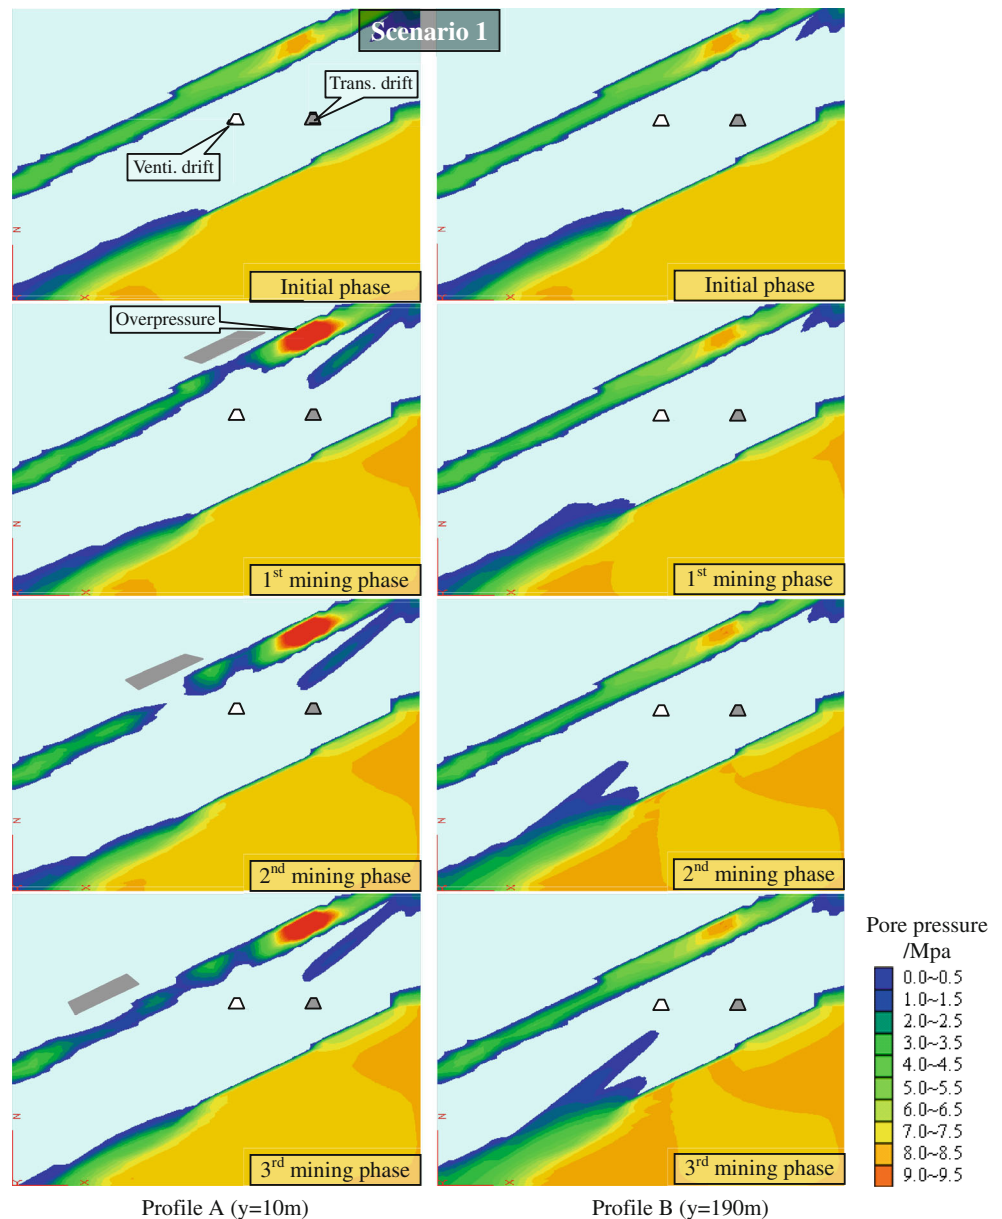 Scenario 1
Trans. drift
Venti. drift
Initial phase
Initial phase
Overpressure
1st mining phase
1st mining phase
2nd mining phase
2nd mining phase
3rd mining phase
3rd mining phase
Pore pressure
/Mpa
0.0~0.5
1.0~1.5
2.0~2.5
3.0~3.5
4.0~4.5
5.0~5.5
6.0~6.5
7.0~7.5
8.0~8.5
9.0~9.5
Profile A (y=10m)
Profile B (y=190m)